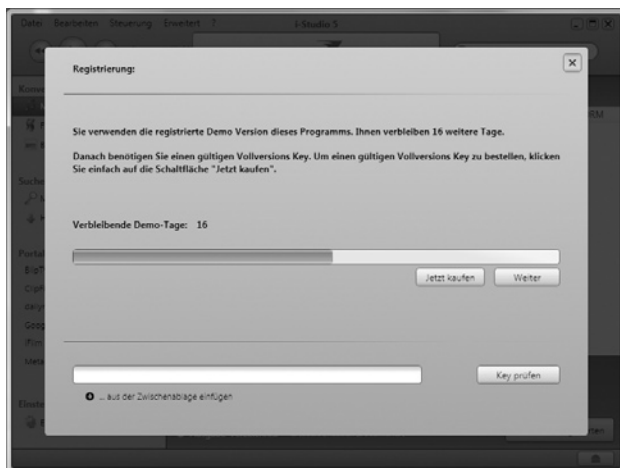 Datei Bearbeiten Steuerung Erweitert ? i-Studio 5
Registrierung:
Sie verwenden die registrierte Demo Version dieses Programms. Ihnen verbleiben 16 weitere Tage.
Danach benötigen Sie einen gültigen Vollversions Key. Um einen gültigen Vollversions Key zu bestellen, klicken
Sie einfach auf die Schaltfläche "Jetzt kaufen".
Verbleibende Demo-Tage: 16
Jetzt kaufen Weiter
Key prüfen
... aus der Zwischenablage einfügen